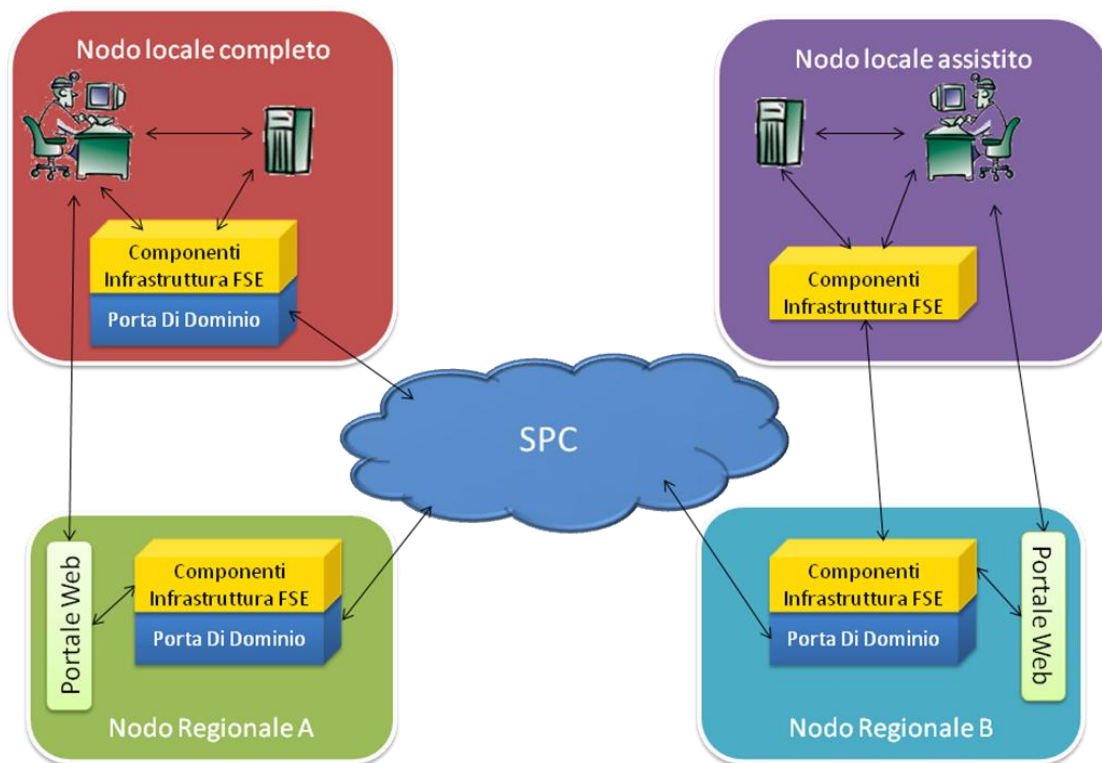 Nodo locale completo
Componenti
Infrastruttura FSE
Porta Di Dominio
Nodo locale assistito
Componenti
Infrastruttura FSE
SPC
Portale Web
Componenti
Infrastruttura FSE
Porta Di Dominio
Nodo Regionale A
Componenti
Infrastruttura FSE
Porta Di Dominio
Portale Web
Nodo Regionale B